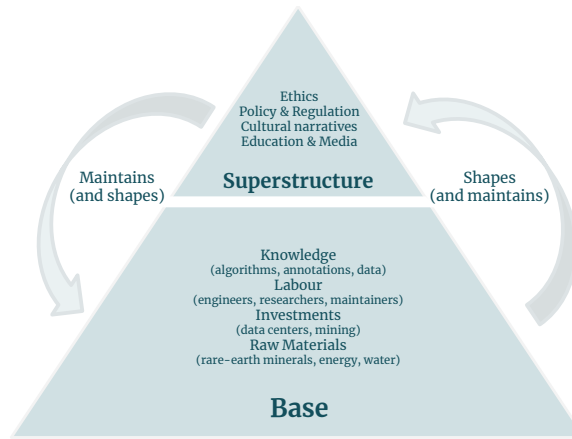 Ethics
Policy & Regulation
Cultural narratives
Education & Media
Superstructure
Maintains
(and shapes)
Shapes
(and maintains)
Knowledge
(algorithms, annotations, data)
Labour
(engineers, researchers, maintainers)
Investments
(data centers, mining)
Raw Materials
(rare-earth minerals, energy, water)
Base